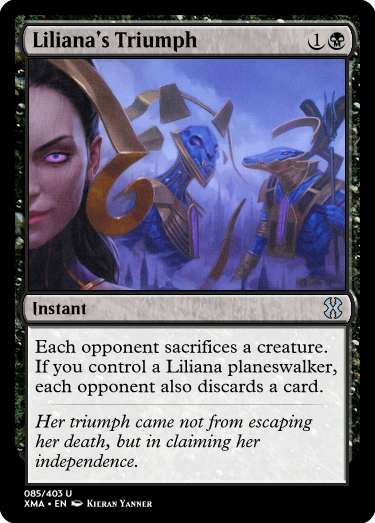 Liliana's Triumph 1
Instant
Each opponent sacrifices a creature.
If you control a Liliana planeswalker,
each opponent also discards a card.
Her triumph came not from escaping
her death, but in claiming her
independence.
085/403 U
XMA • EN Kieran Yanner